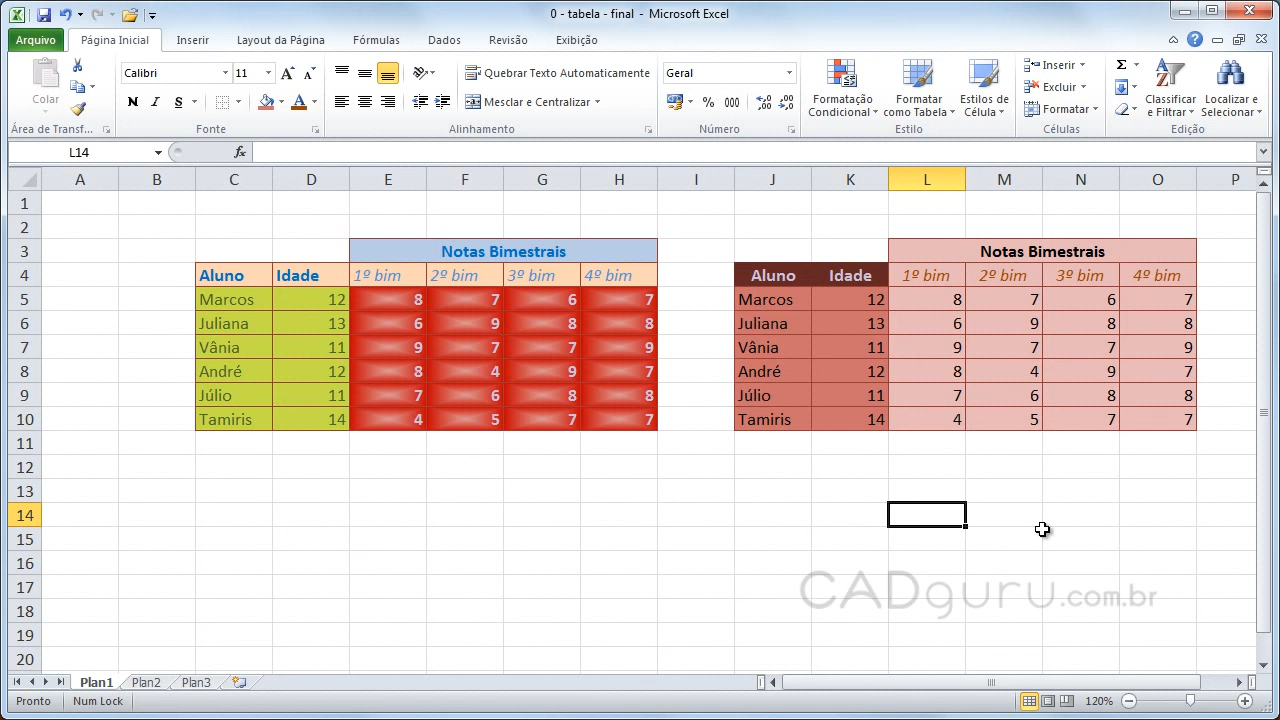 0 - tabela - final - Microsoft Excel
Arquivo Página Inicial Inserir Layout da Página Fórmulas Dados Revisão Exibição
Colar
Calibri 11
N I S
Quebrar Texto Automaticamente
Mesclar e Centralizar
Geral
% 000
Formatação Condicional
Formatar como Tabela
Estilos de Célula
Inserir
Excluir
Formatar
Classificar e Filtrar
Localizar e Selecionar
Área de Transf... Fonte Alinhamento Número Estilo Células Edição
L14 fx
A B C D E F G H I J K L M N O P
1
2
3 Notas Bimestrais Notas Bimestrais
4 Aluno Idade 1º bim 2º bim 3º bim 4º bim Aluno Idade 1º bim 2º bim 3º bim 4º bim
5 Marcos 12 8 7 6 7 Marcos 12 8 7 6 7
6 Juliana 13 6 9 8 8 Juliana 13 6 9 8 8
7 Vânia 11 9 7 7 9 Vânia 11 9 7 7 9
8 André 12 8 4 9 7 André 12 8 4 9 7
9 Júlio 11 7 6 8 8 Júlio 11 7 6 8 8
10 Tamiris 14 4 5 7 7 Tamiris 14 4 5 7 7
11
12
13
14
15
16
17
18
19
20
CADguru.com.br
Plan1 Plan2 Plan3
Pronto Num Lock 120%